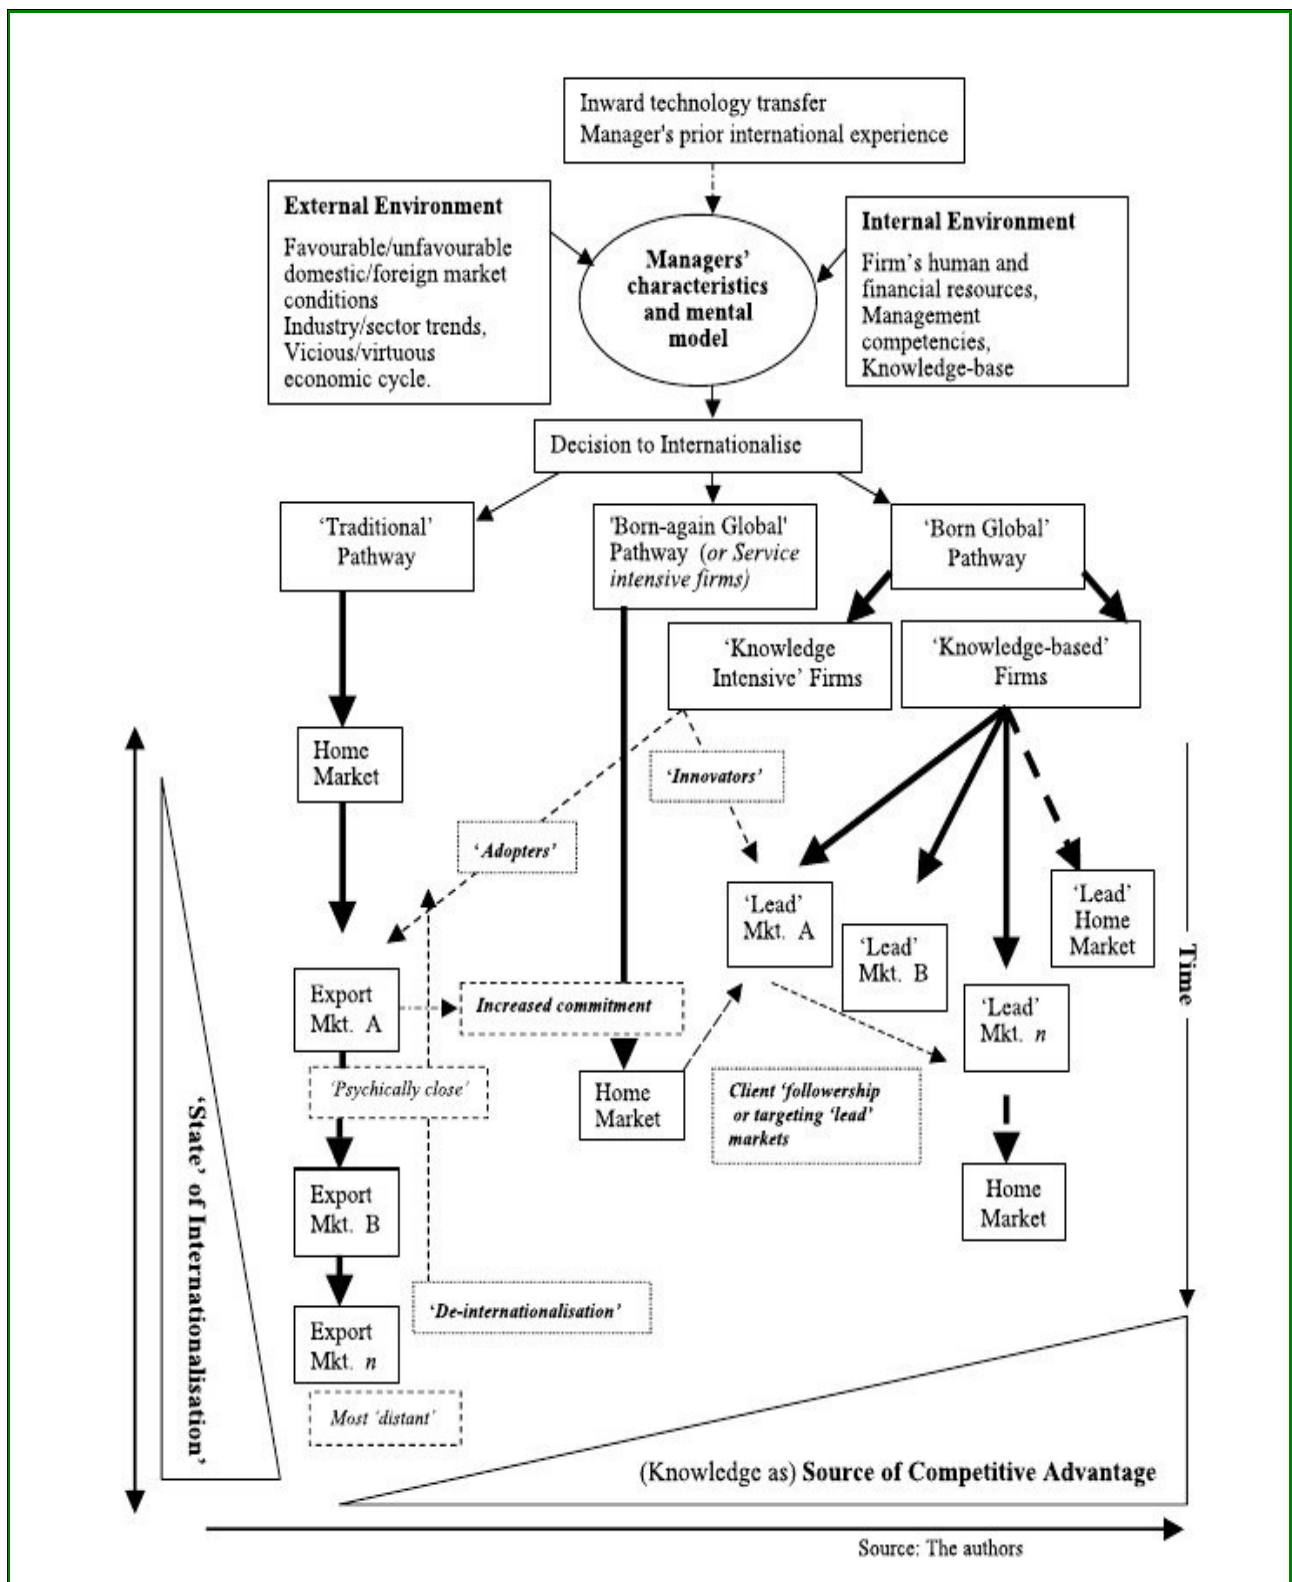 Inward technology transfer
Manager's prior international experience
External Environment
Favourable/unfavourable
domestic/foreign market
conditions
Industry/sector trends,
Vicious/virtuous
economic cycle.
Managers’
characteristics
and mental
model
Internal Environment
Firm’s human and
financial resources,
Management
competencies,
Knowledge-base
Decision to Internationalise
‘Traditional’
Pathway
'Born-again Global'
Pathway (or Service
intensive firms)
‘Born Global’
Pathway
‘Knowledge
Intensive’ Firms
‘Knowledge-based’
Firms
Home
Market
‘Innovators’
‘Adopters’
‘Lead’
Mkt. A
‘Lead’
Mkt. B
‘Lead’
Home
Market
‘Lead’
Mkt. n
Time
Export
Mkt. A
Increased commitment
‘Psychically close’
Home
Market
Client ‘followership
or targeting ‘lead’
markets
Home
Market
‘State’ of Internationalisation’
Export
Mkt. B
‘De-internationalisation’
Export
Mkt. n
Most ‘distant’
(Knowledge as) Source of Competitive Advantage
Source: The authors